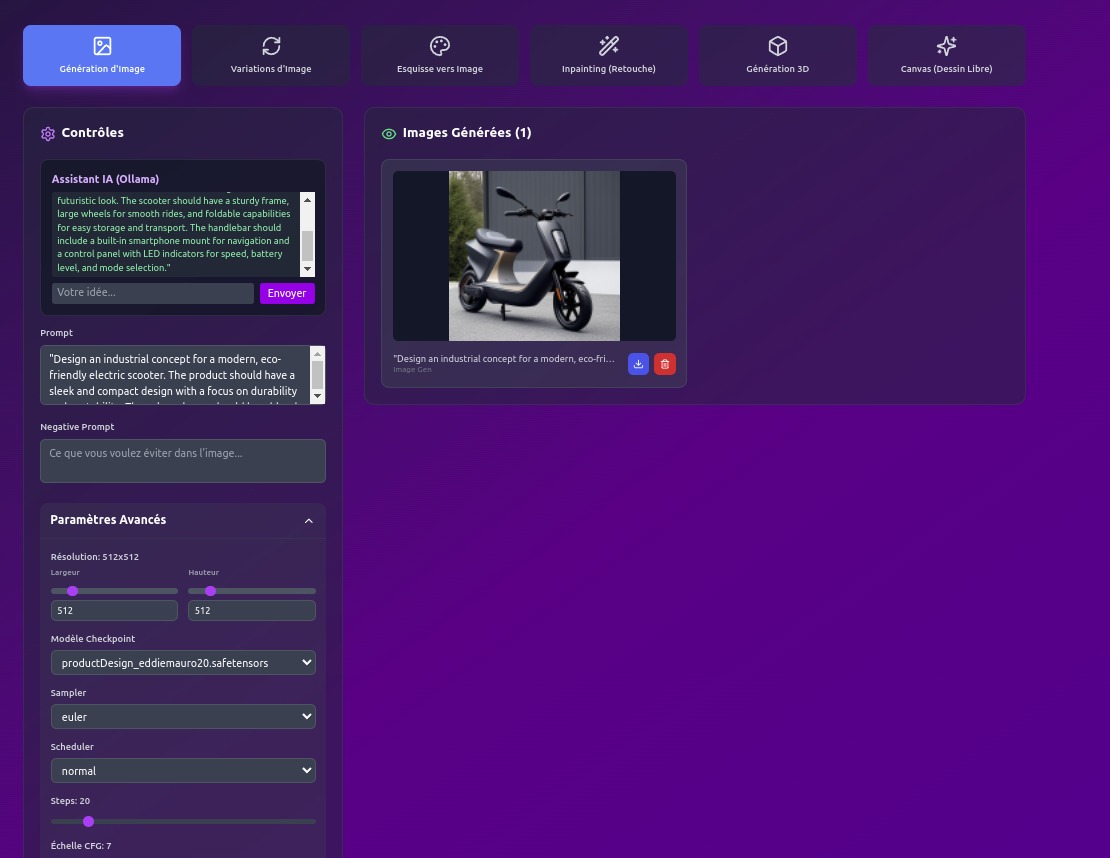 Génération d'Image
Variations d'Image
Esquisse vers Image
Inpainting (Retouche)
Génération 3D
Canvas (Dessin Libre)
Contrôles
Assistant IA (Ollama)
futuristic look. The scooter should have a sturdy frame,
large wheels for smooth rides, and foldable capabilities
for easy storage and transport. The handlebar should
include a built-in smartphone mount for navigation and
a control panel with LED indicators for speed, battery
level, and mode selection."
Votre idée...
Envoyer
Prompt
"Design an industrial concept for a modern, eco-
friendly electric scooter. The product should have a
sleek and compact design with a focus on durability
Negative Prompt
Ce que vous voulez éviter dans l'image...
Paramètres Avancés
Résolution: 512x512
Largeur
Hauteur
512
512
Modèle Checkpoint
productDesign_eddiemauro20.safetensors
Sampler
euler
Scheduler
normal
Steps: 20
Échelle CFG: 7
Images Générées (1)
"Design an industrial concept for a modern, eco-fri...
Image Gen